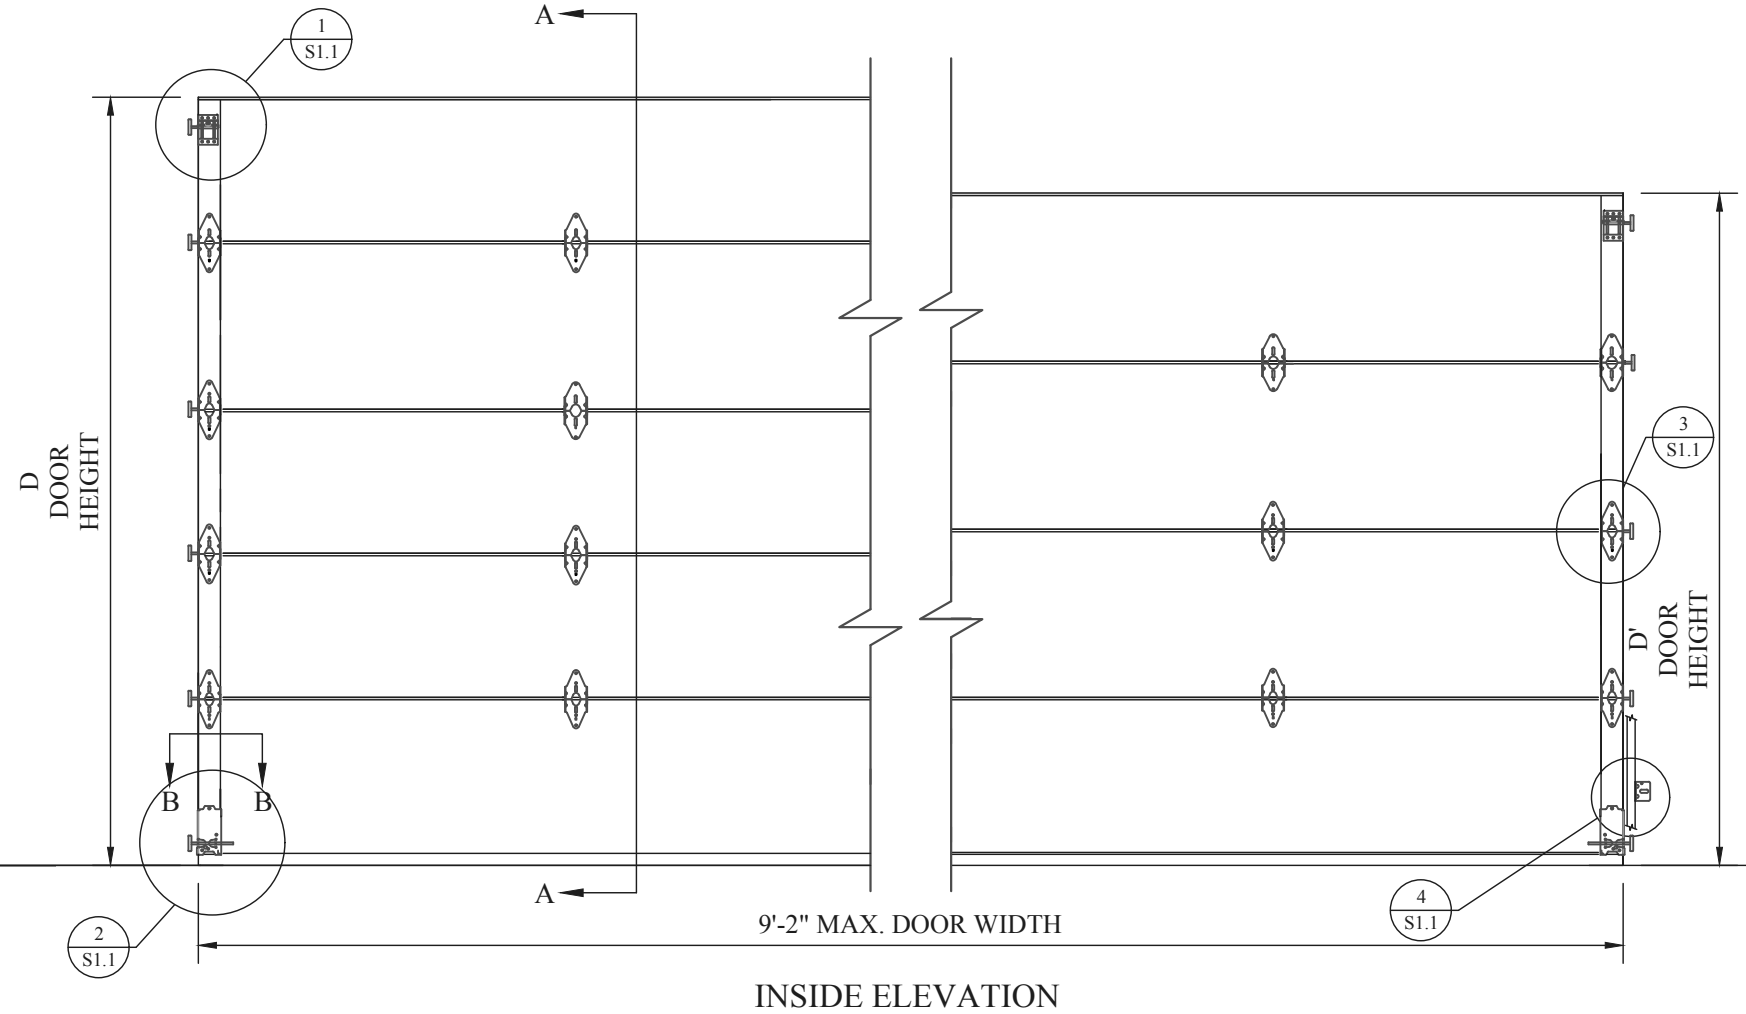 A
1
S1.1
D
DOOR
HEIGHT
3
S1.1
D'
DOOR
HEIGHT
B
B
A
4
S1.1
9'-2" MAX. DOOR WIDTH
2
S1.1
INSIDE ELEVATION